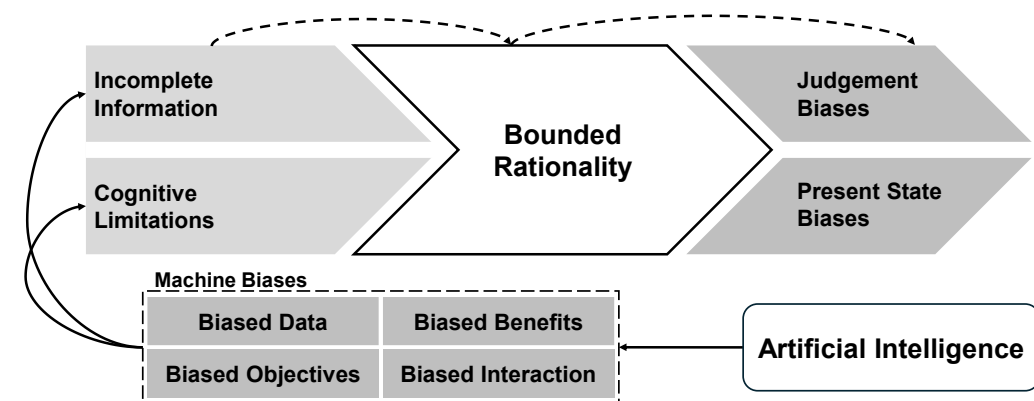 Incomplete
Information
Cognitive
Limitations
Bounded
Rationality
Judgement
Biases
Present State
Biases
Machine Biases
Biased Data
Biased Benefits
Biased Objectives
Biased Interaction
Artificial Intelligence